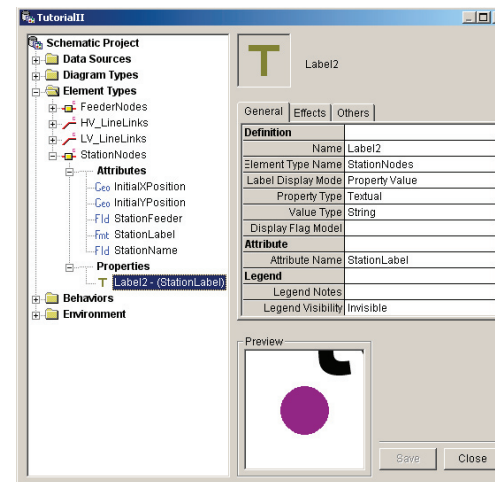 TutorialII
Schematic Project
Data Sources
Diagram Types
Element Types
FeederNodes
HV_LineLinks
LV_LineLinks
StationNodes
Attributes
Geo InitialXPosition
Geo InitialYPosition
Fld StationFeeder
Fmt StationLabel
Fld StationName
Properties
T Label2 - (StationLabel)
Behaviors
Environment
T Label2
General Effects Others
Definition
Name Label2
Element Type Name StationNodes
Label Display Mode Property Value
Property Type Textual
Value Type String
Display Flag Model
Attribute
Attribute Name StationLabel
Legend
Legend Notes
Legend Visibility Invisible
Preview
Save Close